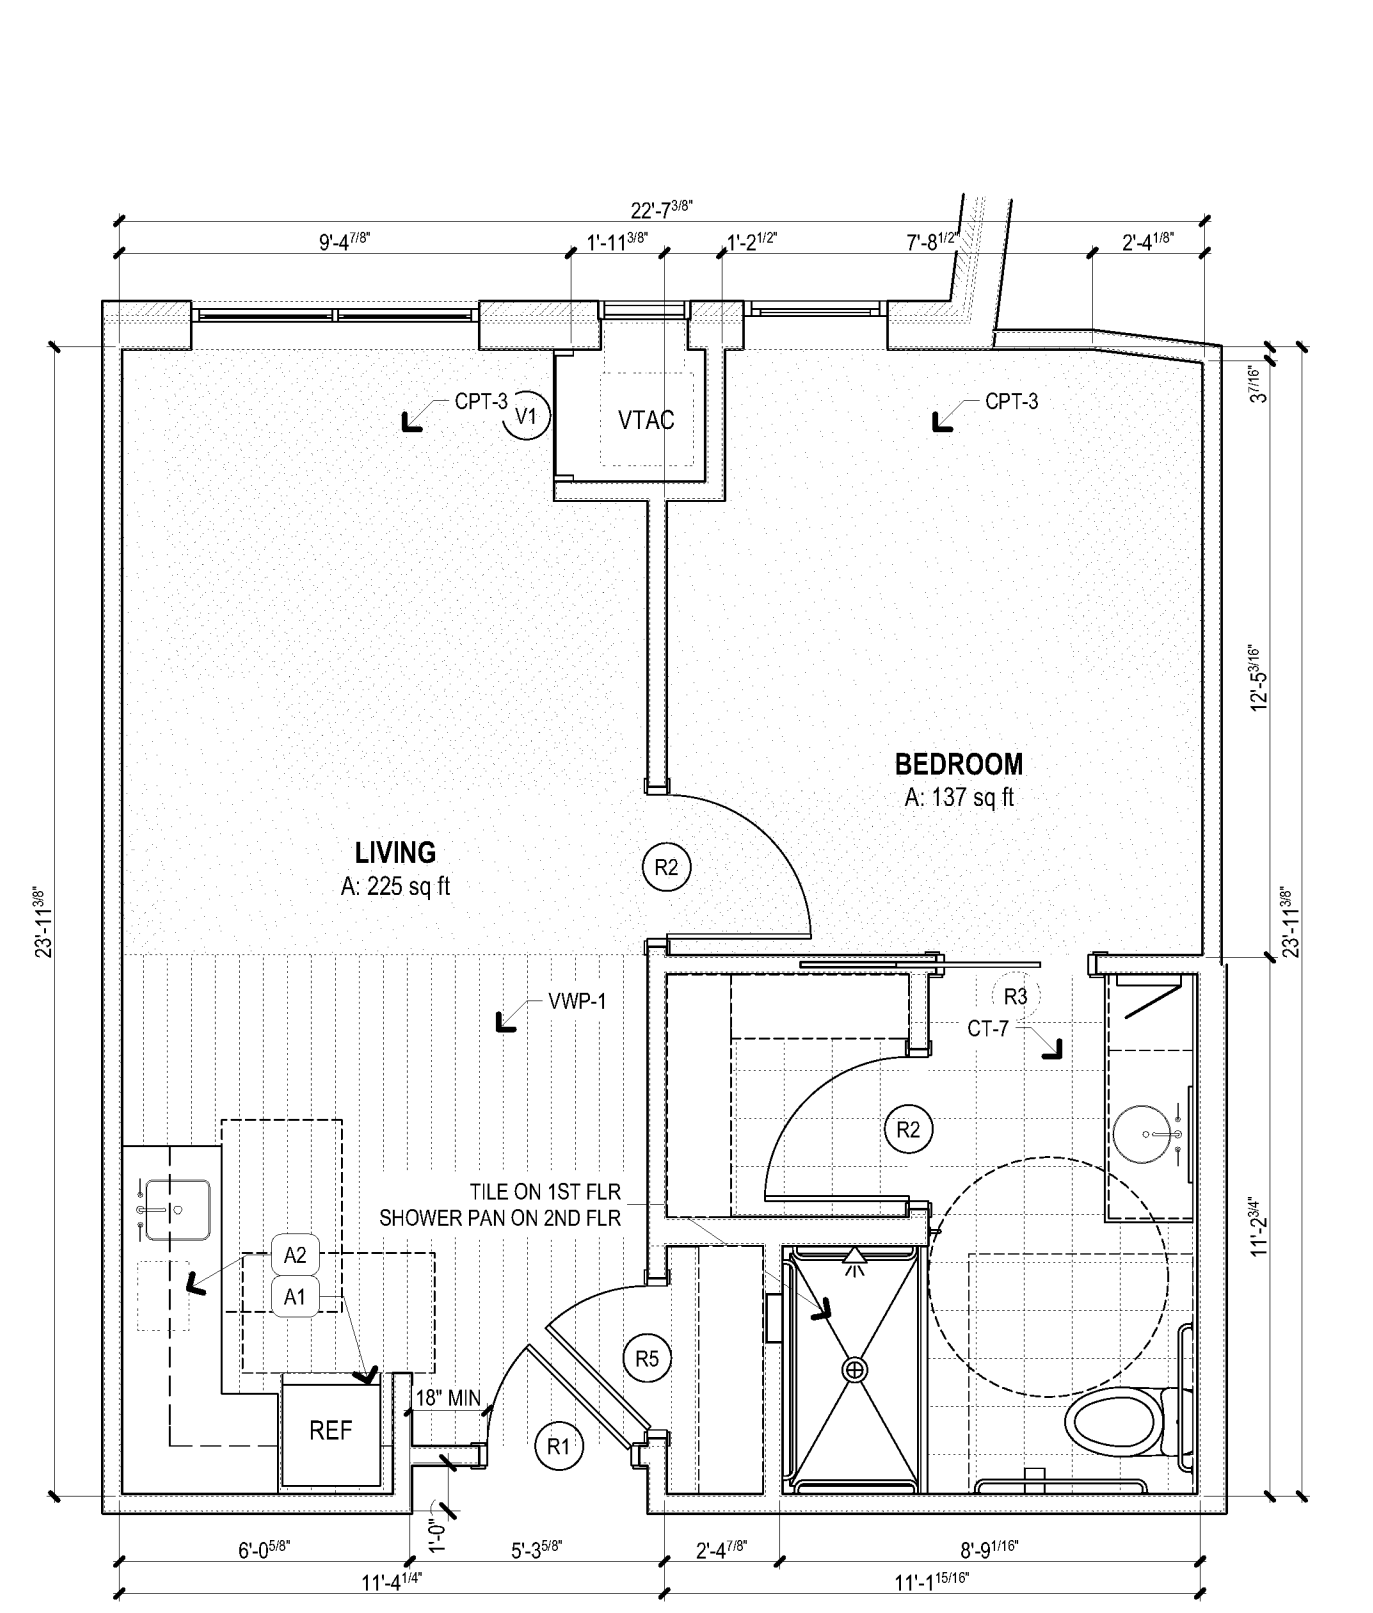 22'-7 3/8"
9'-4 7/8" 1'-11 3/8" 1'-2 1/2" 7'-8 1/2" 2'-4 1/8"
3 7/16"
CPT-3 V1 VTAC CPT-3
12'-5 3/16"
BEDROOM
A: 137 sq ft
LIVING
A: 225 sq ft
R2
23'-11 3/8"
23'-11 3/8"
VWP-1
R3
CT-7
R2
TILE ON 1ST FLR
SHOWER PAN ON 2ND FLR
11'-2 3/4"
A2
A1
R5
18" MIN
REF
R1
1'-0"
6'-0 5/8" 5'-3 5/8" 2'-4 7/8" 8'-9 1/16"
11'-4 1/4" 11'-1 15/16"